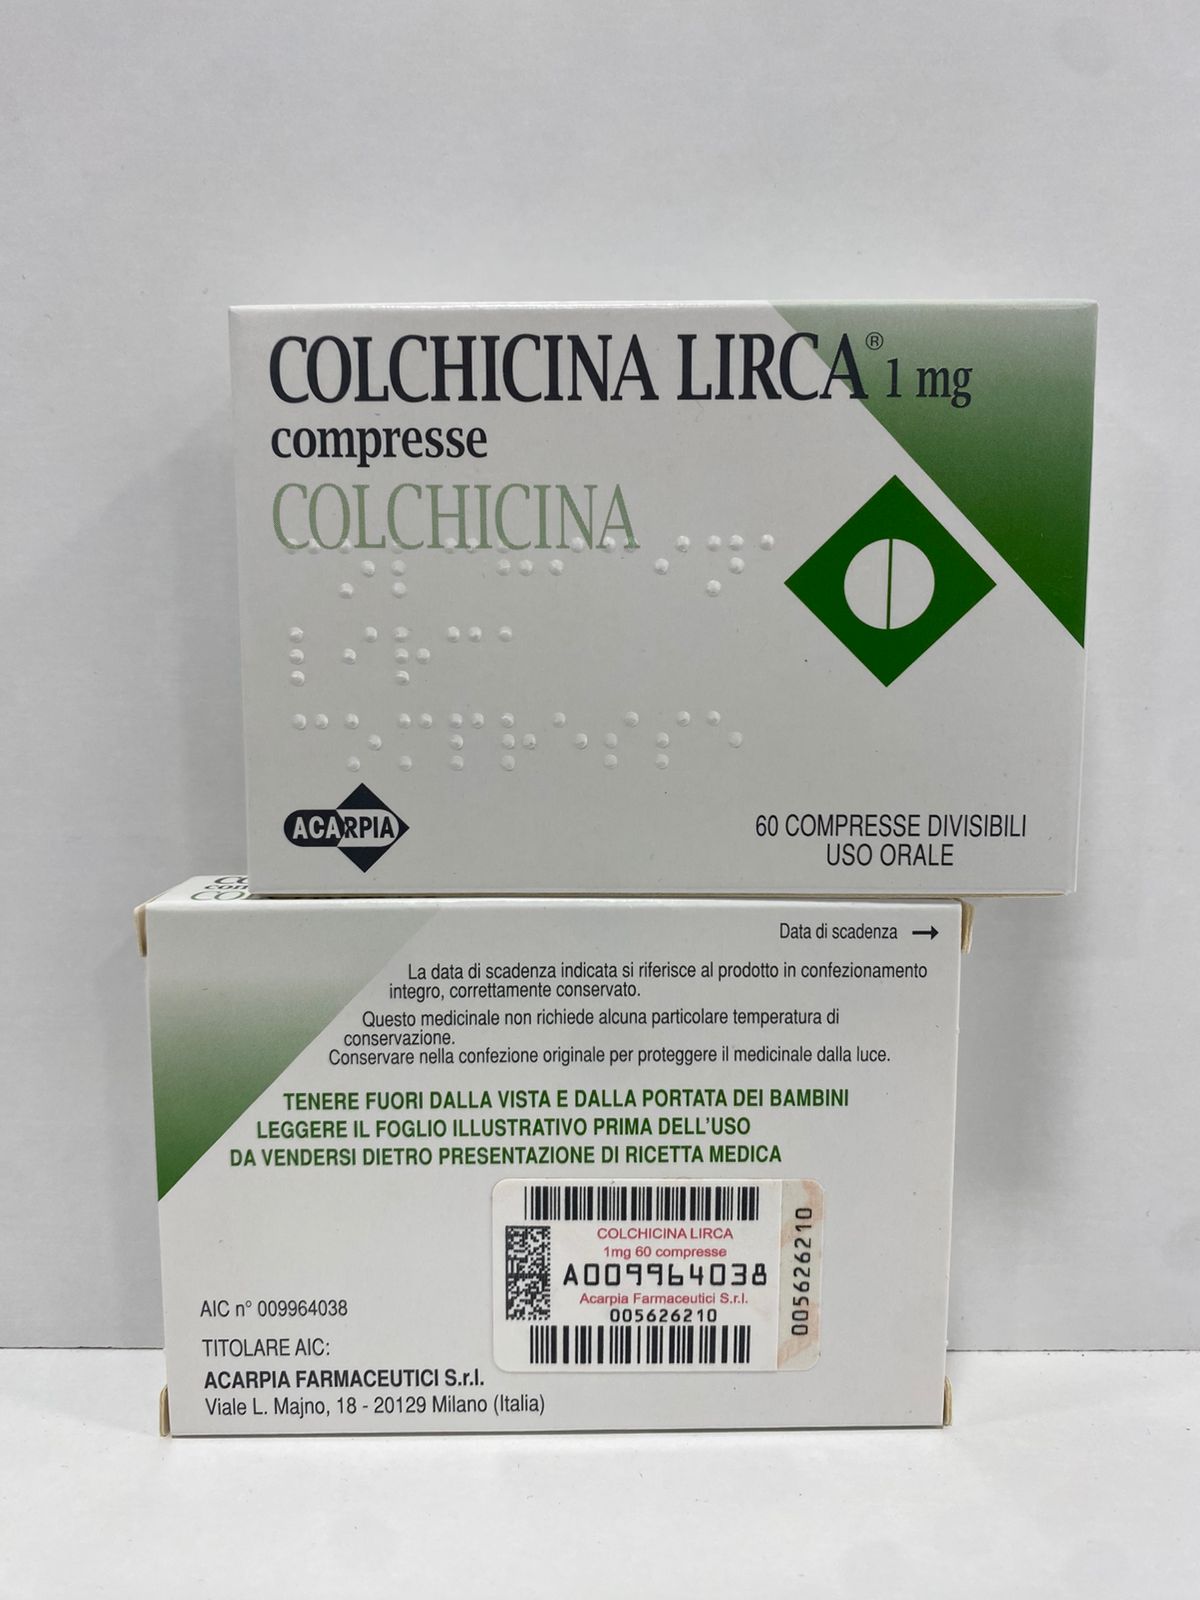 COLCHICINA LIRCA® 1 mg
compresse
COLCHICINA
ACARPIA
60 COMPRESSE DIVISIBILI
USO ORALE
Data di scadenza →
La data di scadenza indicata si riferisce al prodotto in confezionamento
integro, correttamente conservato.
Questo medicinale non richiede alcuna particolare temperatura di
conservazione.
Conservare nella confezione originale per proteggere il medicinale dalla luce.
TENERE FUORI DALLA VISTA E DALLA PORTATA DEI BAMBINI
LEGGERE IL FOGLIO ILLUSTRATIVO PRIMA DELL'USO
DA VENDERSI DIETRO PRESENTAZIONE DI RICETTA MEDICA
COLCHICINA LIRCA
1mg 60 compresse
A009964038
Acarpia Farmaceutici S.r.l.
005626210
005626210
AIC n° 009964038
TITOLARE AIC:
ACARPIA FARMACEUTICI S.r.l.
Viale L. Majno, 18 - 20129 Milano (Italia)